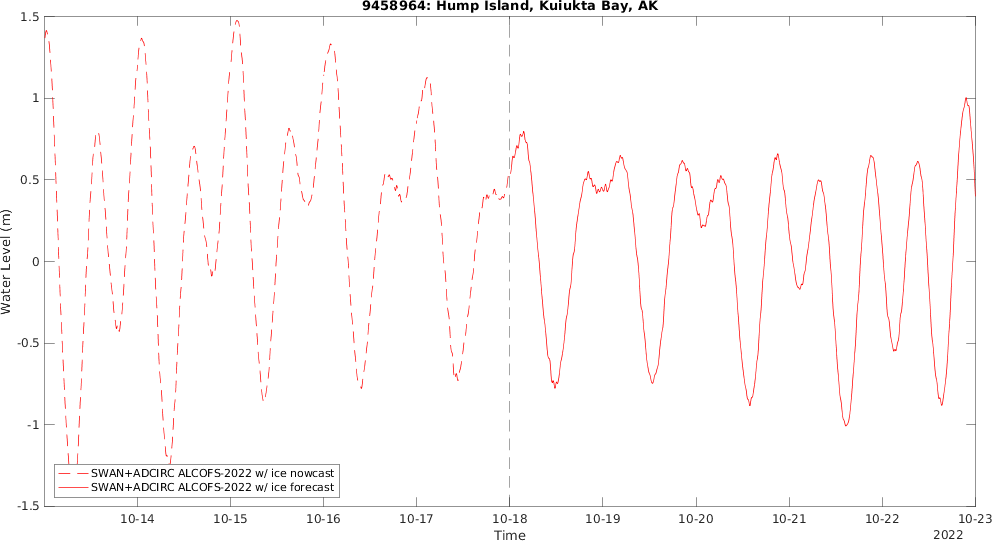 9458964: Hump Island, Kuiukta Bay, AK
1.5
1
0.5
0
-0.5
-1
-1.5
Water Level (m)
SWAN+ADCIRC ALCOFS-2022 w/ ice nowcast
SWAN+ADCIRC ALCOFS-2022 w/ ice forecast
10-14 10-15 10-16 10-17 10-18 10-19 10-20 10-21 10-22 10-23
Time
2022